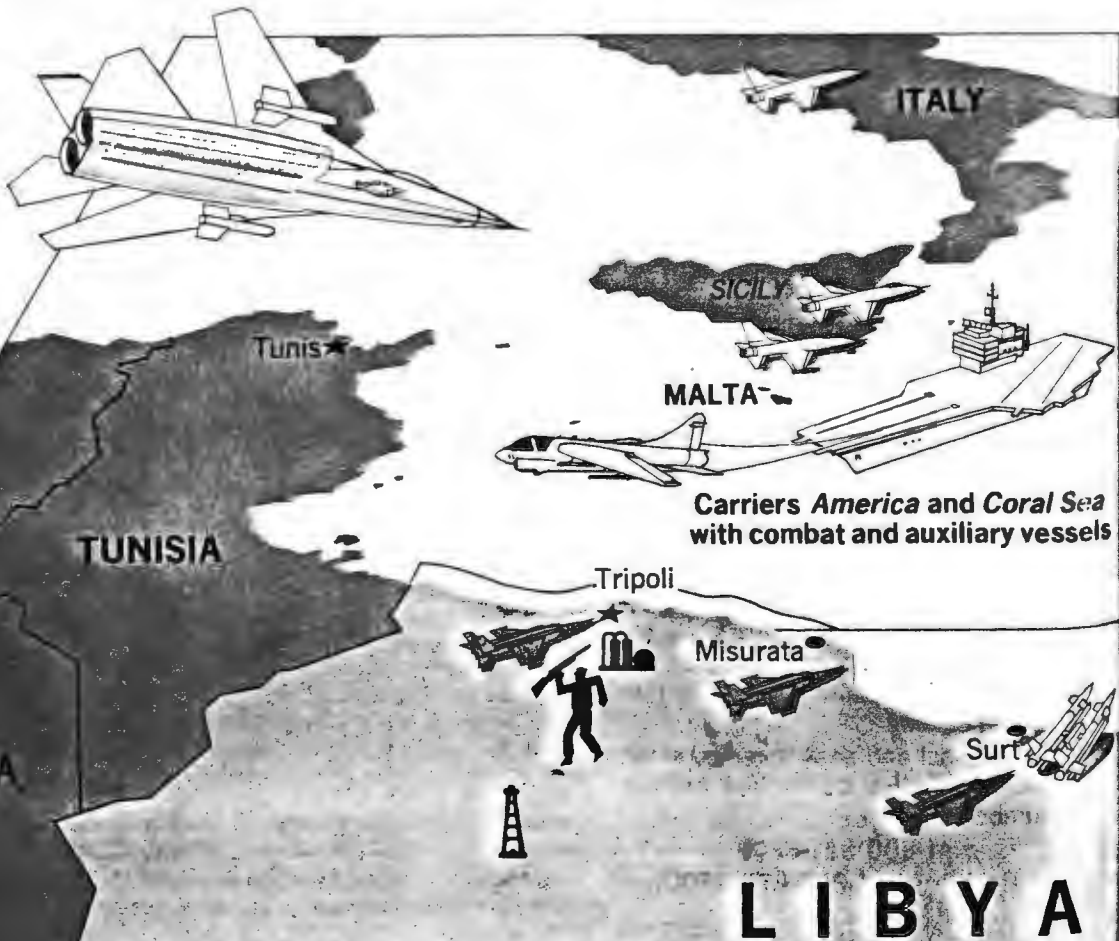 ITALY
SICILY
Tunis
MALTA
Carriers America and Coral Sea
with combat and auxiliary vessels
TUNISIA
Tripoli
Misurata
Surt
A
LIBYA